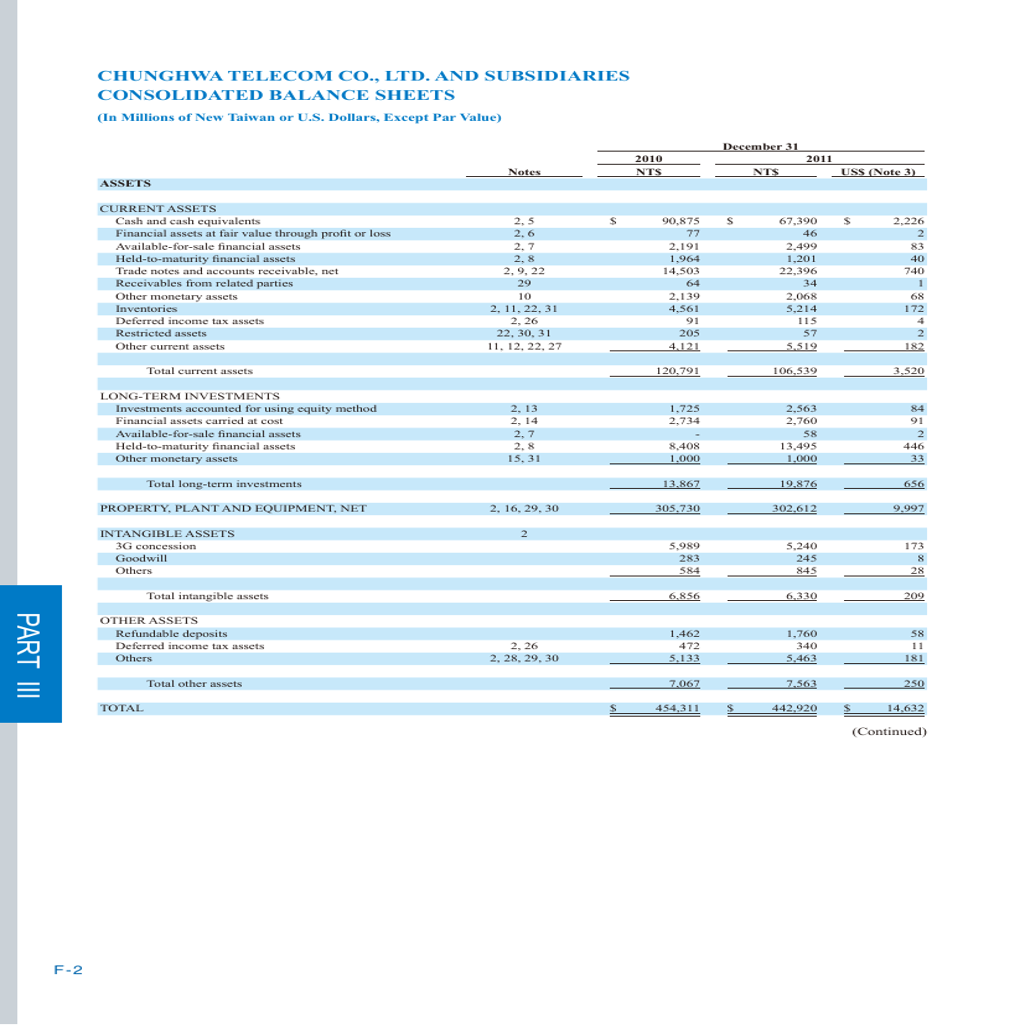 CHUNGHWA TELECOM CO., LTD. AND SUBSIDIARIES
CONSOLIDATED BALANCE SHEETS
(In Millions of New Taiwan or U.S. Dollars, Except Par Value)
December 31
2010 2011
Notes NT$ NT$ US$ (Note 3)
ASSETS
CURRENT ASSETS
Cash and cash equivalents 2, 5 $ 90,875 $ 67,390 $ 2,226
Financial assets at fair value through profit or loss 2, 6 77 46 2
Available-for-sale financial assets 2, 7 2,191 2,499 83
Held-to-maturity financial assets 2, 8 1,964 1,201 40
Trade notes and accounts receivable, net 2, 9, 22 14,503 22,396 740
Receivables from related parties 29 64 34 1
Other monetary assets 10 2,139 2,068 68
Inventories 2, 11, 22, 31 4,561 5,214 172
Deferred income tax assets 2, 26 91 115 4
Restricted assets 22, 30, 31 205 57 2
Other current assets 11, 12, 22, 27 4,121 5,519 182
Total current assets 120,791 106,539 3,520
LONG-TERM INVESTMENTS
Investments accounted for using equity method 2, 13 1,725 2,563 84
Financial assets carried at cost 2, 14 2,734 2,760 91
Available-for-sale financial assets 2, 7 - 58 2
Held-to-maturity financial assets 2, 8 8,408 13,495 446
Other monetary assets 15, 31 1,000 1,000 33
Total long-term investments 13,867 19,876 656
PROPERTY, PLANT AND EQUIPMENT, NET 2, 16, 29, 30 305,730 302,612 9,997
INTANGIBLE ASSETS 2
3G concession 5,989 5,240 173
Goodwill 283 245 8
Others 584 845 28
Total intangible assets 6,856 6,330 209
OTHER ASSETS
Refundable deposits 1,462 1,760 58
Deferred income tax assets 2, 26 472 340 11
Others 2, 28, 29, 30 5,133 5,463 181
Total other assets 7,067 7,563 250
TOTAL $ 454,311 $ 442,920 $ 14,632
(Continued)
PART III
F-2